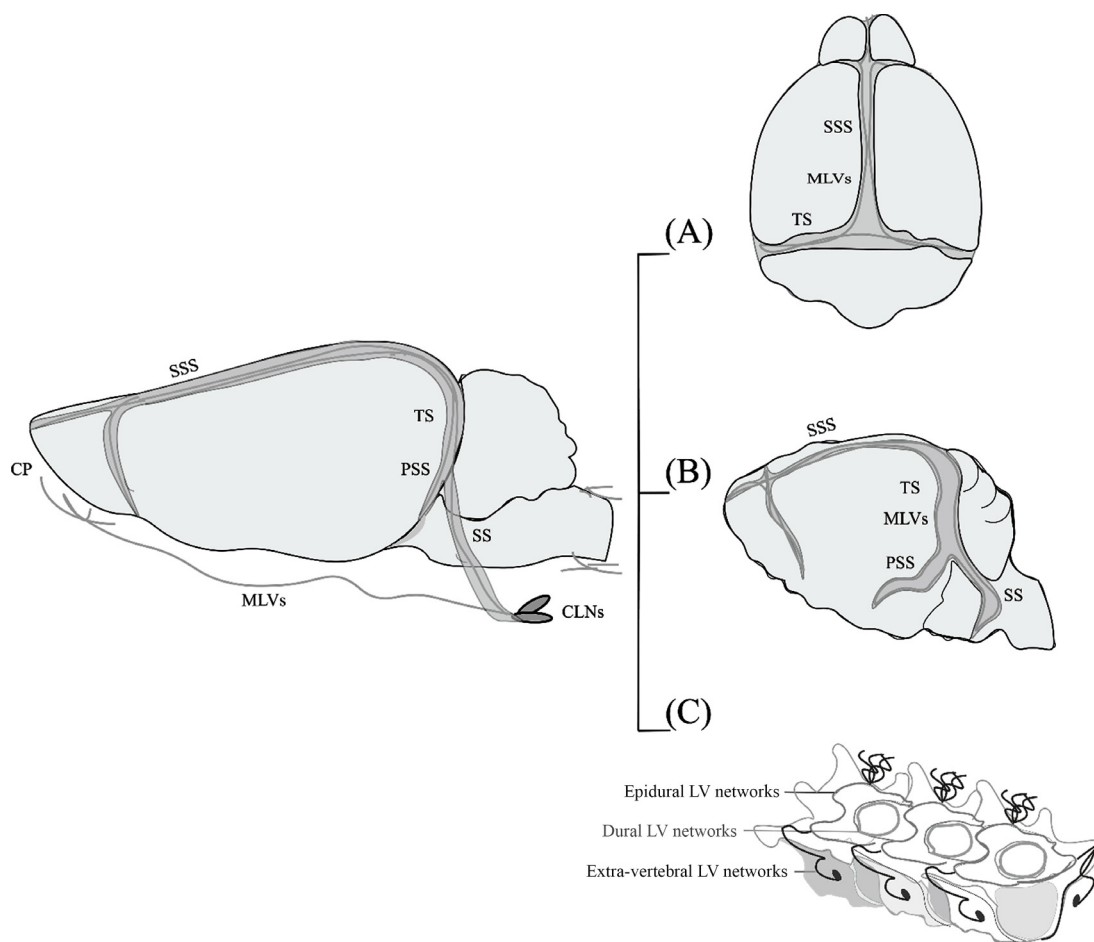 SSS
TS
CP
PSS
SS
MLVs
CLNs
(A)
SSS
MLVs
TS
(B)
SSS
TS
MLVs
PSS
SS
(C)
Epidural LV networks
Dural LV networks
Extra-vertebral LV networks